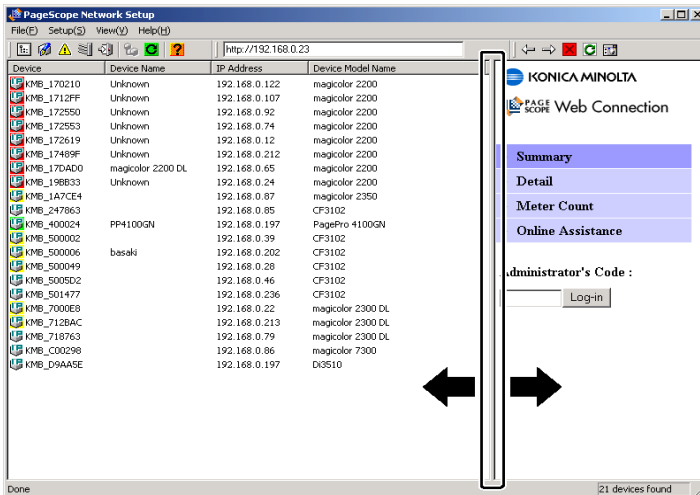 PageScope Network Setup
File(F) Setup(S) View(V) Help(H)
http://192.168.0.23
Device Device Name IP Address Device Model Name
KMB_170210 Unknown 192.168.0.122 magicolor 2200
KMB_1712FF Unknown 192.168.0.107 magicolor 2200
KMB_172550 Unknown 192.168.0.92 magicolor 2200
KMB_172553 Unknown 192.168.0.74 magicolor 2200
KMB_172619 Unknown 192.168.0.12 magicolor 2200
KMB_17489F Unknown 192.168.0.212 magicolor 2200
KMB_17DAD0 magicolor 2200 DL 192.168.0.65 magicolor 2200
KMB_19BB33 Unknown 192.168.0.24 magicolor 2200
KMB_1A7CE4 192.168.0.87 magicolor 2350
KMB_247863 192.168.0.85 CF3102
KMB_400024 PP4100GN 192.168.0.197 PagePro 4100GN
KMB_500002 192.168.0.39 CF3102
KMB_500006 basaki 192.168.0.202 CF3102
KMB_500049 192.168.0.28 CF3102
KMB_5005D2 192.168.0.46 CF3102
KMB_501477 192.168.0.236 CF3102
KMB_7000E8 192.168.0.22 magicolor 2300 DL
KMB_712BAC 192.168.0.213 magicolor 2300 DL
KMB_718763 192.168.0.79 magicolor 2300 DL
KMB_C00298 192.168.0.86 magicolor 7300
KMB_D9AA5E 192.168.0.197 Di3510
KONICA MINOLTA
PAGE SCOPE Web Connection
Summary
Detail
Meter Count
Online Assistance
Administrator's Code :
Log-in
Done 21 devices found